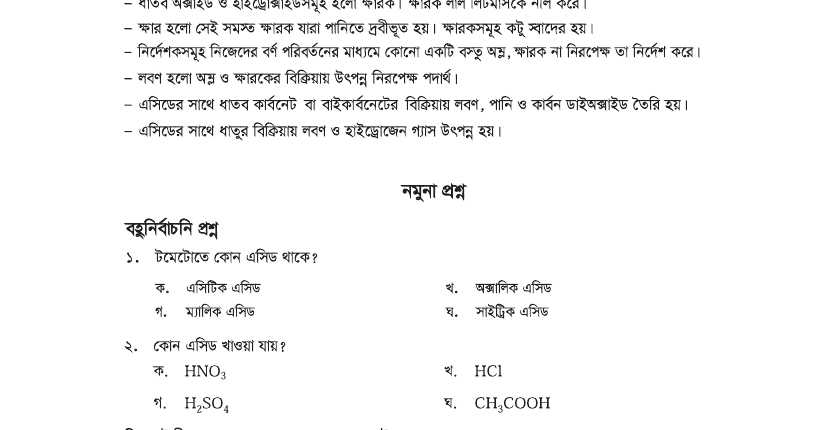 – ধাতব অক্সাইড ও হাইড্রোক্সাইডসমূহ হলো ক্ষারক। ক্ষারক লাল লিটমাসকে নীল করে।
– ক্ষার হলো সেই সমস্ত ক্ষারক যারা পানিতে দ্রবীভূত হয়। ক্ষারকসমূহ কটু স্বাদের হয়।
– নির্দেশকসমূহ নিজেদের বর্ণ পরিবর্তনের মাধ্যমে কোনো একটি বস্তু অম্ল, ক্ষারক না নিরপেক্ষ তা নির্দেশ করে।
– লবণ হলো অম্ল ও ক্ষারকের বিক্রিয়ায় উৎপন্ন নিরপেক্ষ পদার্থ।
– এসিডের সাথে ধাতব কার্বনেট বা বাইকার্বনেটের বিক্রিয়ায় লবণ, পানি ও কার্বন ডাইঅক্সাইড তৈরি হয়।
– এসিডের সাথে ধাতুর বিক্রিয়ায় লবণ ও হাইড্রোজেন গ্যাস উৎপন্ন হয়।
নমুনা প্রশ্ন
বহুনির্বাচনি প্রশ্ন
১. টমেটোতে কোন এসিড থাকে?
ক. এসিটিক এসিড খ. অক্সালিক এসিড
গ. ম্যালিক এসিড ঘ. সাইট্রিক এসিড
২. কোন এসিড খাওয়া যায়?
ক. HNO₃ খ. HCl
গ. H₂SO₄ ঘ. CH₃COOH